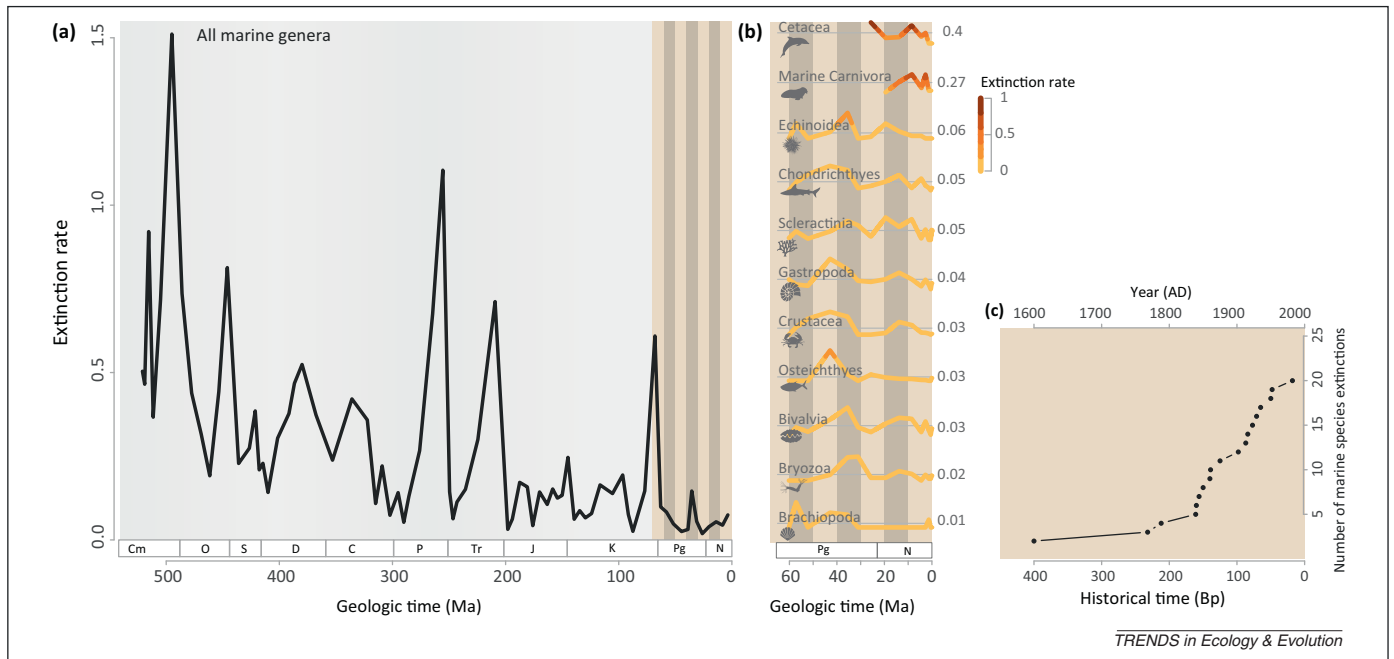 (a)
All marine genera
Extinction rate
1.5
1.0
0.5
0.0
Cm O S D C P Tr J K Pg N
500 400 300 200 100 0
Geologic time (Ma)
(b)
Cetacea 0.4
Marine Carnivora 0.27
Echinoidea 0.06
Chondrichthyes 0.05
Scleractinia 0.05
Gastropoda 0.04
Crustacea 0.03
Osteichthyes 0.03
Bivalvia 0.03
Bryozoa 0.02
Brachiopoda 0.01
Pg N
60 40 20 0
Geologic time (Ma)
Extinction rate
1
0.5
0
(c)
Year (AD)
1600 1700 1800 1900 2000
25
20
15
10
5
Number of marine species extinctions
400 300 200 100 0
Historical time (Bp)
TRENDS in Ecology & Evolution